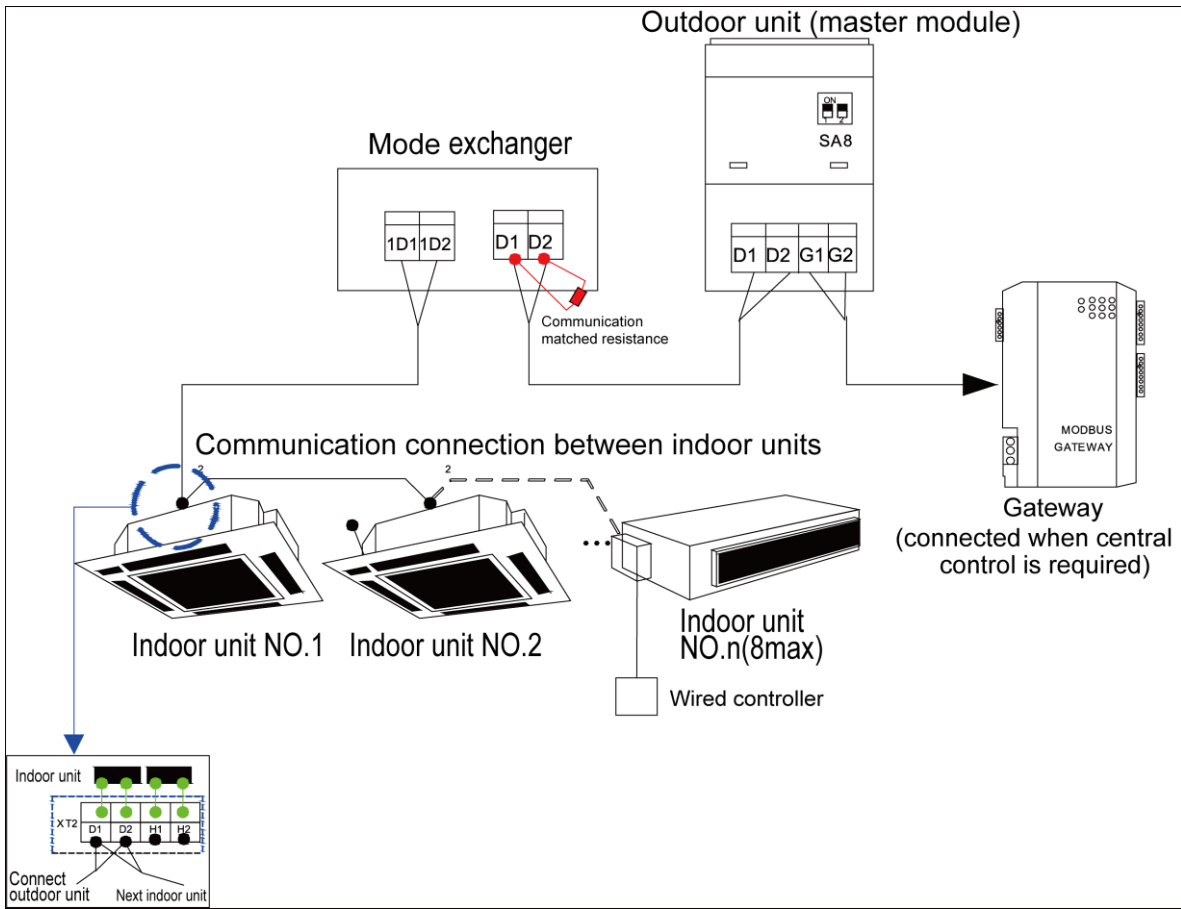 Outdoor unit (master module)
ON
1 2
SA8
Mode exchanger
1D1 1D2
D1 D2
D1 D2 G1 G2
Communication
matched resistance
MODBUS
GATEWAY
Communication connection between indoor units
2
2
Gateway
(connected when central
control is required)
Indoor unit NO.1
Indoor unit NO.2
Indoor unit
NO.n(8max)
Wired controller
Indoor unit
XT2
D1 D2 H1 H2
Connect
outdoor unit
Next indoor unit